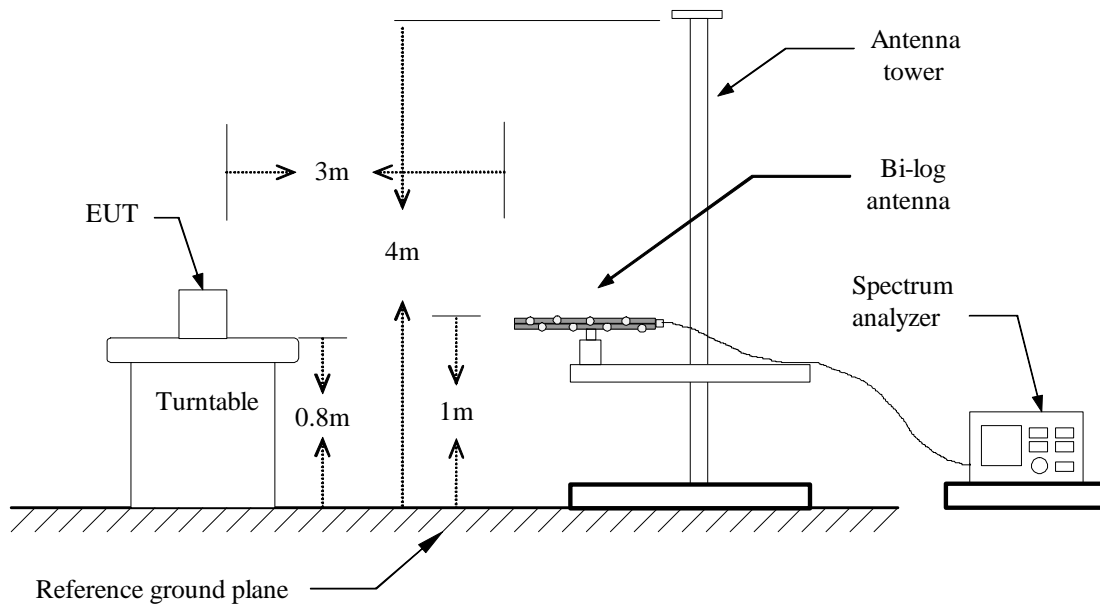 Antenna
tower
3m
Bi-log
antenna
EUT
4m
Spectrum
analyzer
Turntable
0.8m
1m
Reference ground plane